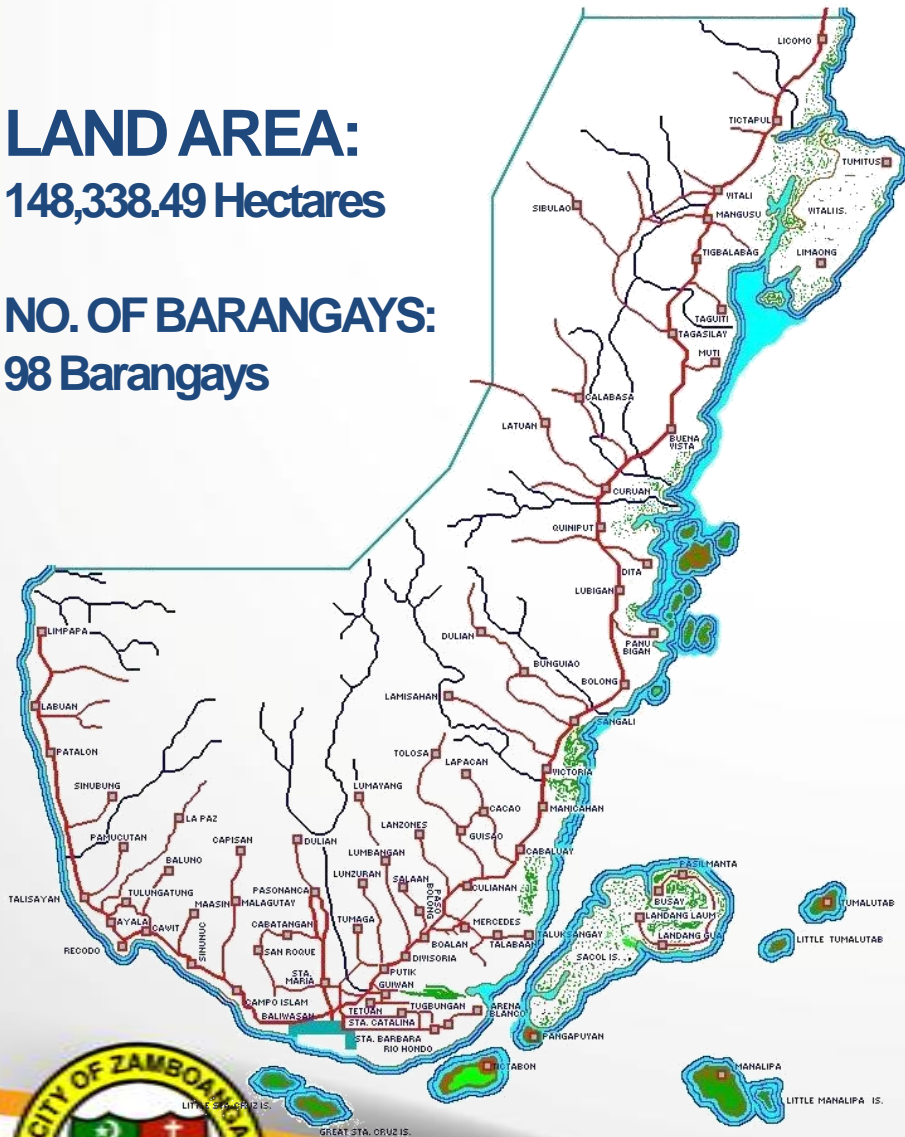 LAND AREA:
148,338.49 Hectares
NO. OF BARANGAYS:
98 Barangays
LICOMO
TICTAPUL
TUMITUS
VITALI
SIBULAO
MANGUSU
VITALI IS.
TIGBALABAG
LIMAONG
TAGUITI
TAGASILAY
MUTI
CALABASA
LATUAN
BUENA
VISTA
CURUAN
QUINIPUT
DITA
LUBIGAN
LIMPAPA
DULIAN
PANU
BIGAN
BUNGUIAO
BOLONG
LAMISAHAN
LABUAN
SANGALI
PATALON
TOLOSA
LAPACAN
VICTORIA
SINUBUNG
LUMAYANG
CACAO
MANICAHAN
LA PAZ
LANZONES
GUISAO
PAMUCUTAN
CAPISAN
DULIAN
LUMBANGAN
CABALUAY
BALUNO
LUNZURAN
SALAAN
PASILMANTA
TALISAYAN
TULUNGATUNG
MAASIN
MALAGUTAY
PASONANCA
PASO
BOLONG
CULIANAN
BUSAY
TUMALUTAB
AYALA
CAWIT
SINUNUC
CABATANGAN
TUMAGA
MERCEDES
LANDANG LAUM
LANDANG GUA
RECODO
SAN ROQUE
BOALAN
TALABAAN
TALUKSANGAY
LITTLE TUMALUTAB
DIVISORIA
SACOL IS.
STA.
MARIA
PUTIK
GUIWAN
CAMPO ISLAM
BALIWASAN
TETUAN
TUGBUNGAN
ARENA
BLANCO
STA. CATALINA
STA. BARBARA
RIO HONDO
PANGAPUYAN
TICTABON
MANALIPA
LITTLE STA. CRUZ IS.
LITTLE MANALIPA IS.
GREAT STA. CRUZ IS.
CITY OF ZAMBOANGA